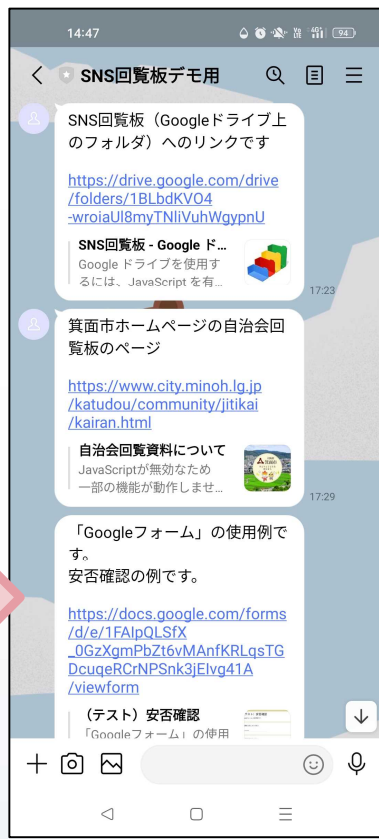 14:47
94
SNS回覧板デモ用
SNS回覧板（Googleドライブ上
のフォルダ）へのリンクです
https://drive.google.com/drive
/folders/1BLbdKVO4
-wroiaUl8myTNliVuhWgypnU
SNS回覧板 - Google ド...
Google ドライブを使用す
るには、JavaScript を有...
17:23
箕面市ホームページの自治会回
覧板のページ
https://www.city.minoh.lg.jp
/katudou/community/jitikai
/kairan.html
自治会回覧資料について
JavaScriptが無効なため
一部の機能が動作しませ...
17:29
「Googleフォーム」の使用例で
す。
安否確認の例です。
https://docs.google.com/forms
/d/e/1FAIpQLSfX
_0GzXgmPbZt6vMAnfKRLqsTG
DcuqeRCrNPSnk3jEIvg41A
/viewform
（テスト）安否確認
「Googleフォーム」の使用